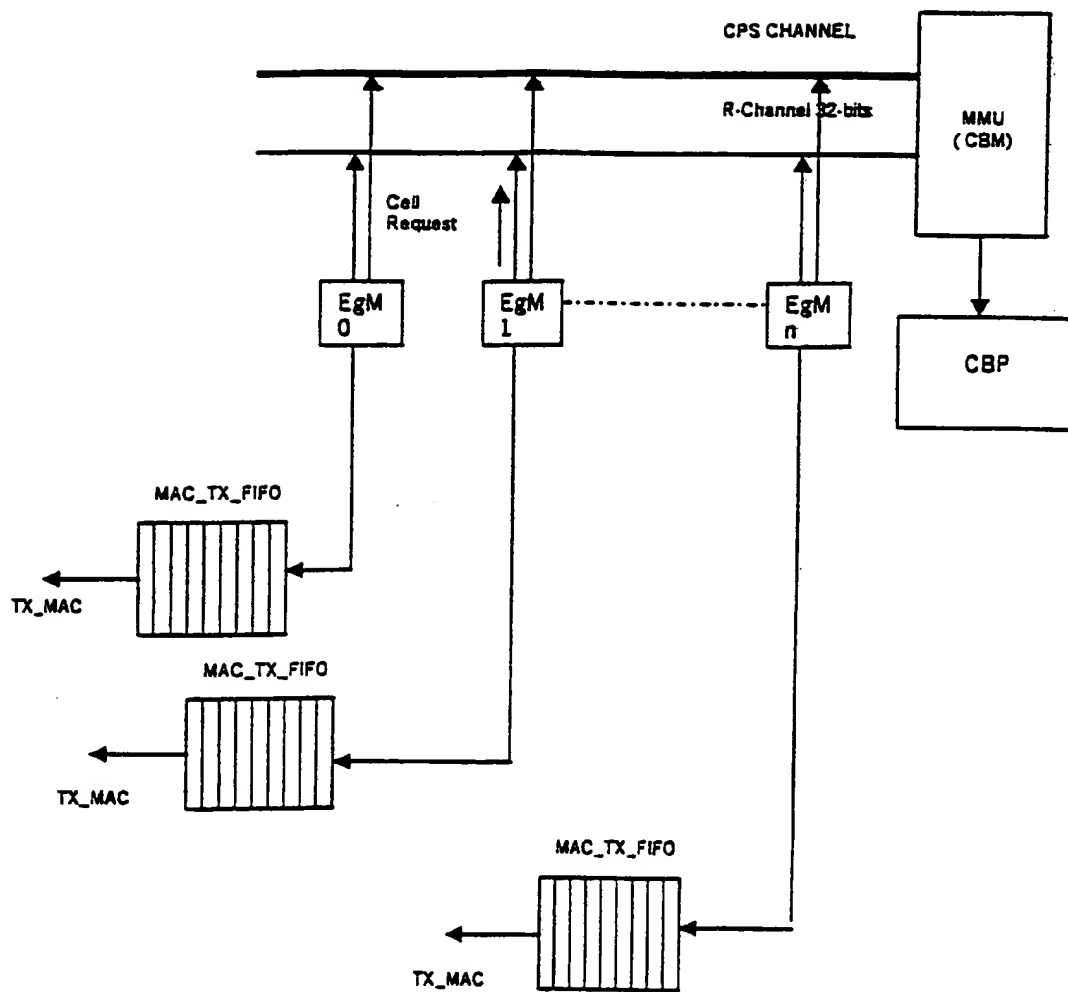 CPS CHANNEL
R-Channel 32-bits
MMU
(CBM)
Cell
Request
EgM
0
EgM
1
EgM
n
CBP
MAC_TX_FIFO
TX_MAC
MAC_TX_FIFO
TX_MAC
MAC_TX_FIFO
TX_MAC